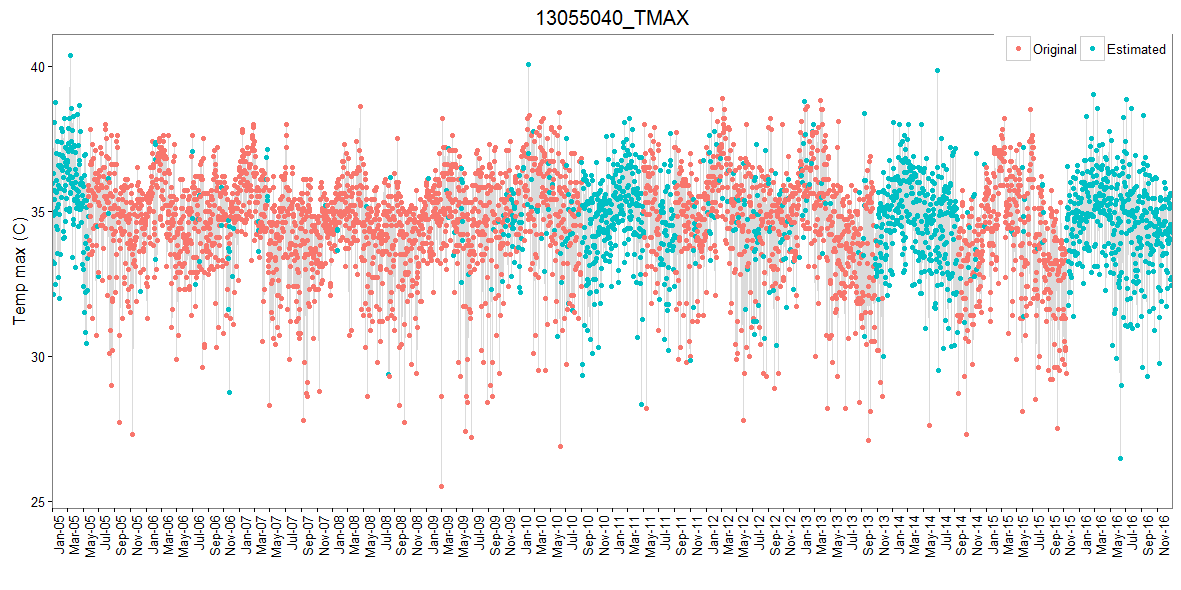 13055040_TMAX
Original Estimated
Temp max (C)
40
35
30
25
Jan-05 Mar-05 May-05 Jul-05 Sep-05 Nov-05 Jan-06 Mar-06 May-06 Jul-06 Sep-06 Nov-06 Jan-07 Mar-07 May-07 Jul-07 Sep-07 Nov-07 Jan-08 Mar-08 May-08 Jul-08 Sep-08 Nov-08 Jan-09 Mar-09 May-09 Jul-09 Sep-09 Nov-09 Jan-10 Mar-10 May-10 Jul-10 Sep-10 Nov-10 Jan-11 Mar-11 May-11 Jul-11 Sep-11 Nov-11 Jan-12 Mar-12 May-12 Jul-12 Sep-12 Nov-12 Jan-13 Mar-13 May-13 Jul-13 Sep-13 Nov-13 Jan-14 Mar-14 May-14 Jul-14 Sep-14 Nov-14 Jan-15 Mar-15 May-15 Jul-15 Sep-15 Nov-15 Jan-16 Mar-16 May-16 Jul-16 Sep-16 Nov-16